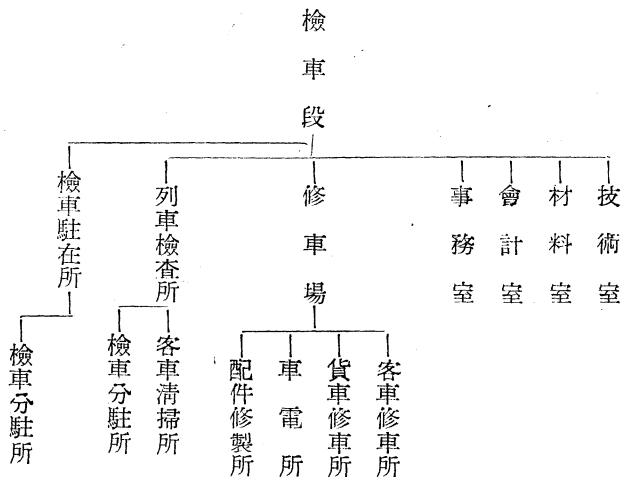 檢車段
技術室
材料室
會計室
事務室
修車場
列車檢查所
檢車駐在所
客車修車所
貨車修車所
車電所
配件修製所
客車清掃所
檢車分駐所
檢車分駐所